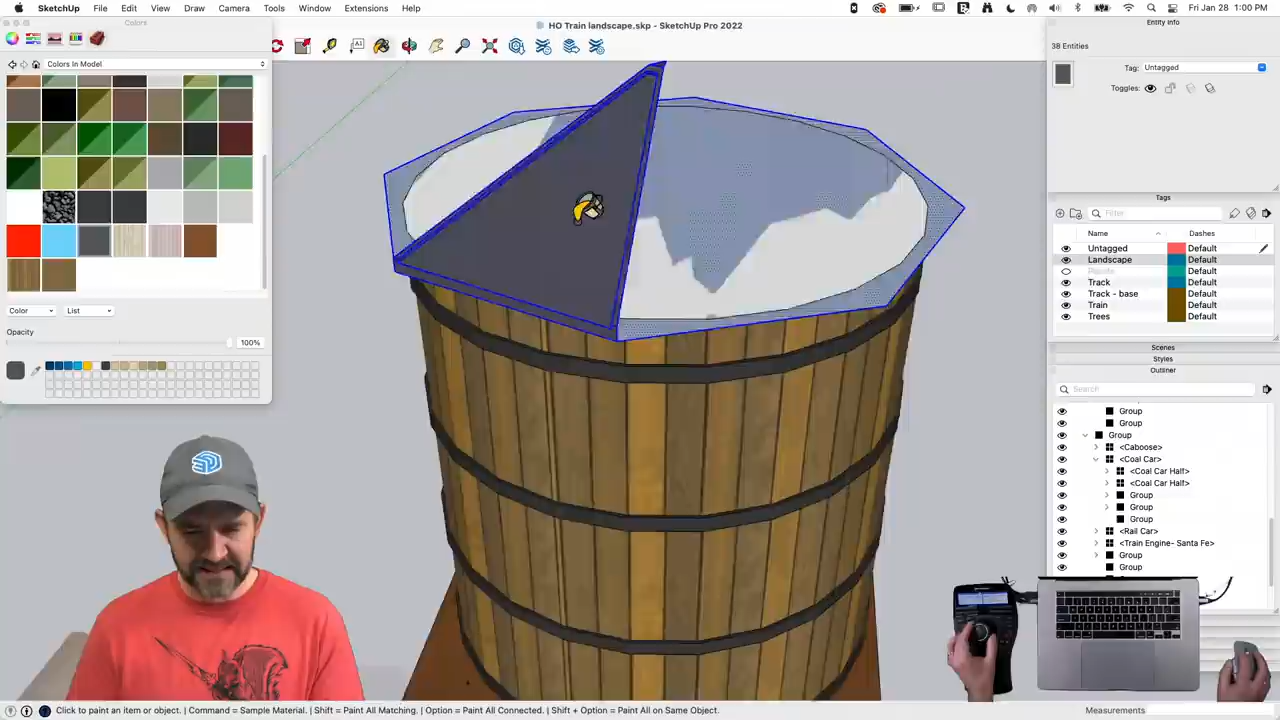 SketchUp File Edit View Draw Camera Tools Window Extensions Help Fri Jan 28 1:00 PM
Colors
HO Train landscape.skp - SketchUp Pro 2022
Entity Info
38 Entities
Colors In Model
Tag: Untagged
Toggles:
Tags
Filter
Name Dashes
Untagged Default
Landscape Default
Default
Track Default
Track - base Default
Train Default
Trees Default
Color List
Opacity
100%
Scenes
Styles
Outliner
Search
Group
Group
Group
<Caboose>
<Coal Car>
<Coal Car Half>
<Coal Car Half>
Group
Group
Group
<Rail Car>
<Train Engine- Santa Fe>
Group
Group
Click to paint an item or object. | Command = Sample Material. | Shift = Paint All Matching. | Option = Paint All Connected. | Shift + Option = Paint All on Same Object.
Measurements